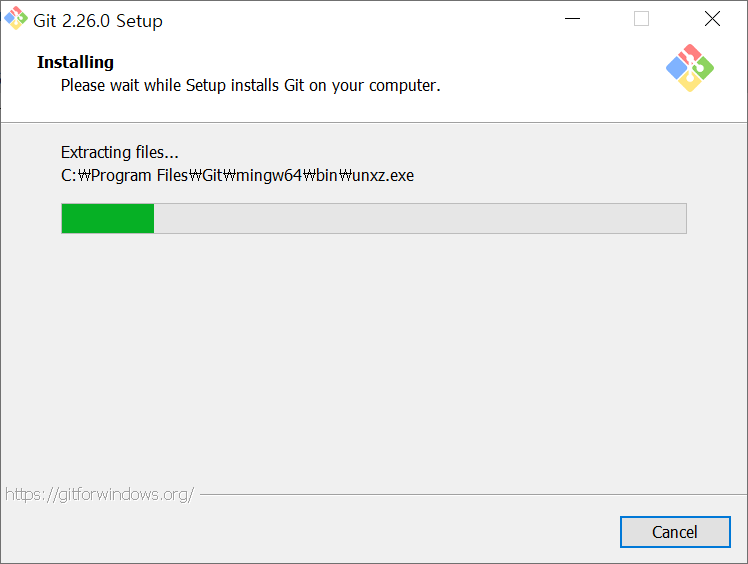 Git 2.26.0 Setup
Installing
Please wait while Setup installs Git on your computer.
Extracting files...
C:₩Program Files₩Git₩mingw64₩bin₩unxz.exe
https://gitforwindows.org/
Cancel